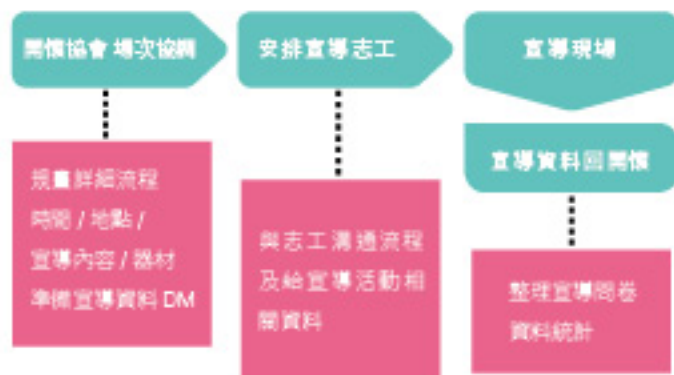 開懷協會 場次協調
安排宣導志工
宣導現場
宣導資料回開懷
規畫詳細流程
時間 / 地點 /
宣導內容 / 器材
準備宣導資料 DM
與志工溝通流程
及給宣導活動相
關資料
整理宣導問卷
資料統計